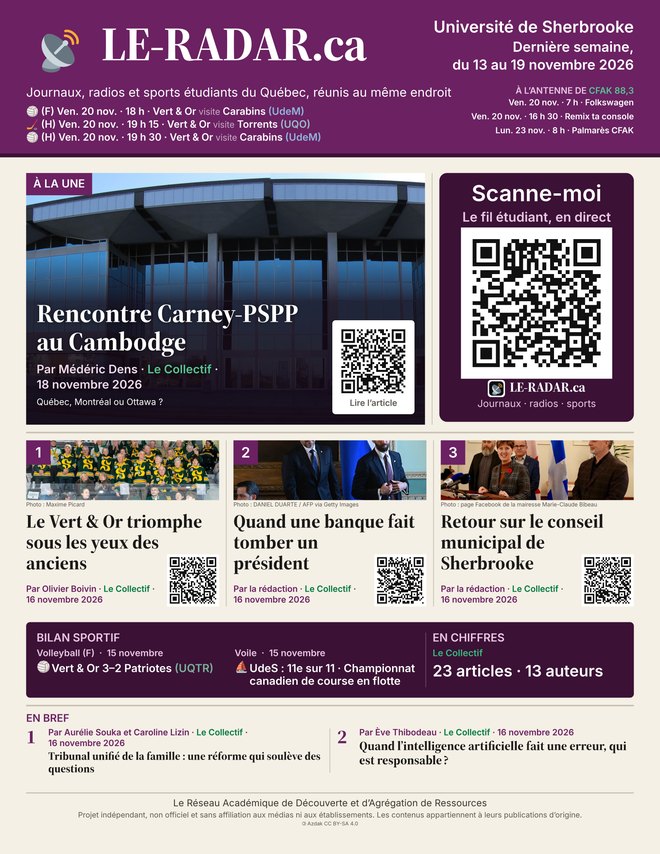 LE-RADAR.ca
Journaux, radios et sports étudiants du Québec, réunis au même endroit
(F) Ven. 20 nov. · 18 h · Vert & Or visite Carabins (UdeM)
(H) Ven. 20 nov. · 19 h 15 · Vert & Or visite Torrents (UQO)
(H) Ven. 20 nov. · 19 h 30 · Vert & Or visite Carabins (UdeM)
Université de Sherbrooke
Dernière semaine,
du 13 au 19 novembre 2026
À L'ANTENNE DE CFAK 88,3
Ven. 20 nov. · 7 h · Folkswagen
Ven. 20 nov. · 16 h 30 · Remix ta console
Lun. 23 nov. · 8 h · Palmarès CFAK
À LA UNE
Rencontre Carney-PSPP
au Cambodge
Par Médéric Dens · Le Collectif ·
18 novembre 2026
Québec, Montréal ou Ottawa ?
Lire l'article
Scanne-moi
Le fil étudiant, en direct
LE-RADAR.ca
Journaux · radios · sports
1
Photo : Maxime Picard
Le Vert & Or triomphe
sous les yeux des
anciens
Par Olivier Boivin · Le Collectif ·
16 novembre 2026
2
Photo : DANIEL DUARTE / AFP via Getty Images
Quand une banque fait
tomber un
président
Par la rédaction · Le Collectif ·
16 novembre 2026
3
Photo : page Facebook de la mairesse Marie-Claude Bibeau
Retour sur le conseil
municipal de
Sherbrooke
Par la rédaction · Le Collectif ·
16 novembre 2026
BILAN SPORTIF
Volleyball (F) · 15 novembre
Vert & Or 3–2 Patriotes (UQTR)
Voile · 15 novembre
UdeS : 11e sur 11 · Championnat
canadien de course en flotte
EN CHIFFRES
Le Collectif
23 articles · 13 auteurs
EN BREF
1
Par Aurélie Souka et Caroline Lizin · Le Collectif ·
16 novembre 2026
Tribunal unifié de la famille : une réforme qui soulève des
questions
2
Par Ève Thibodeau · Le Collectif · 16 novembre 2026
Quand l'intelligence artificielle fait une erreur, qui
est responsable ?
Le Réseau Académique de Découverte et d'Agrégation de Ressources
Projet indépendant, non officiel et sans affiliation aux médias ni aux établissements. Les contenus appartiennent à leurs publications d'origine.
Azdak CC BY-SA 4.0